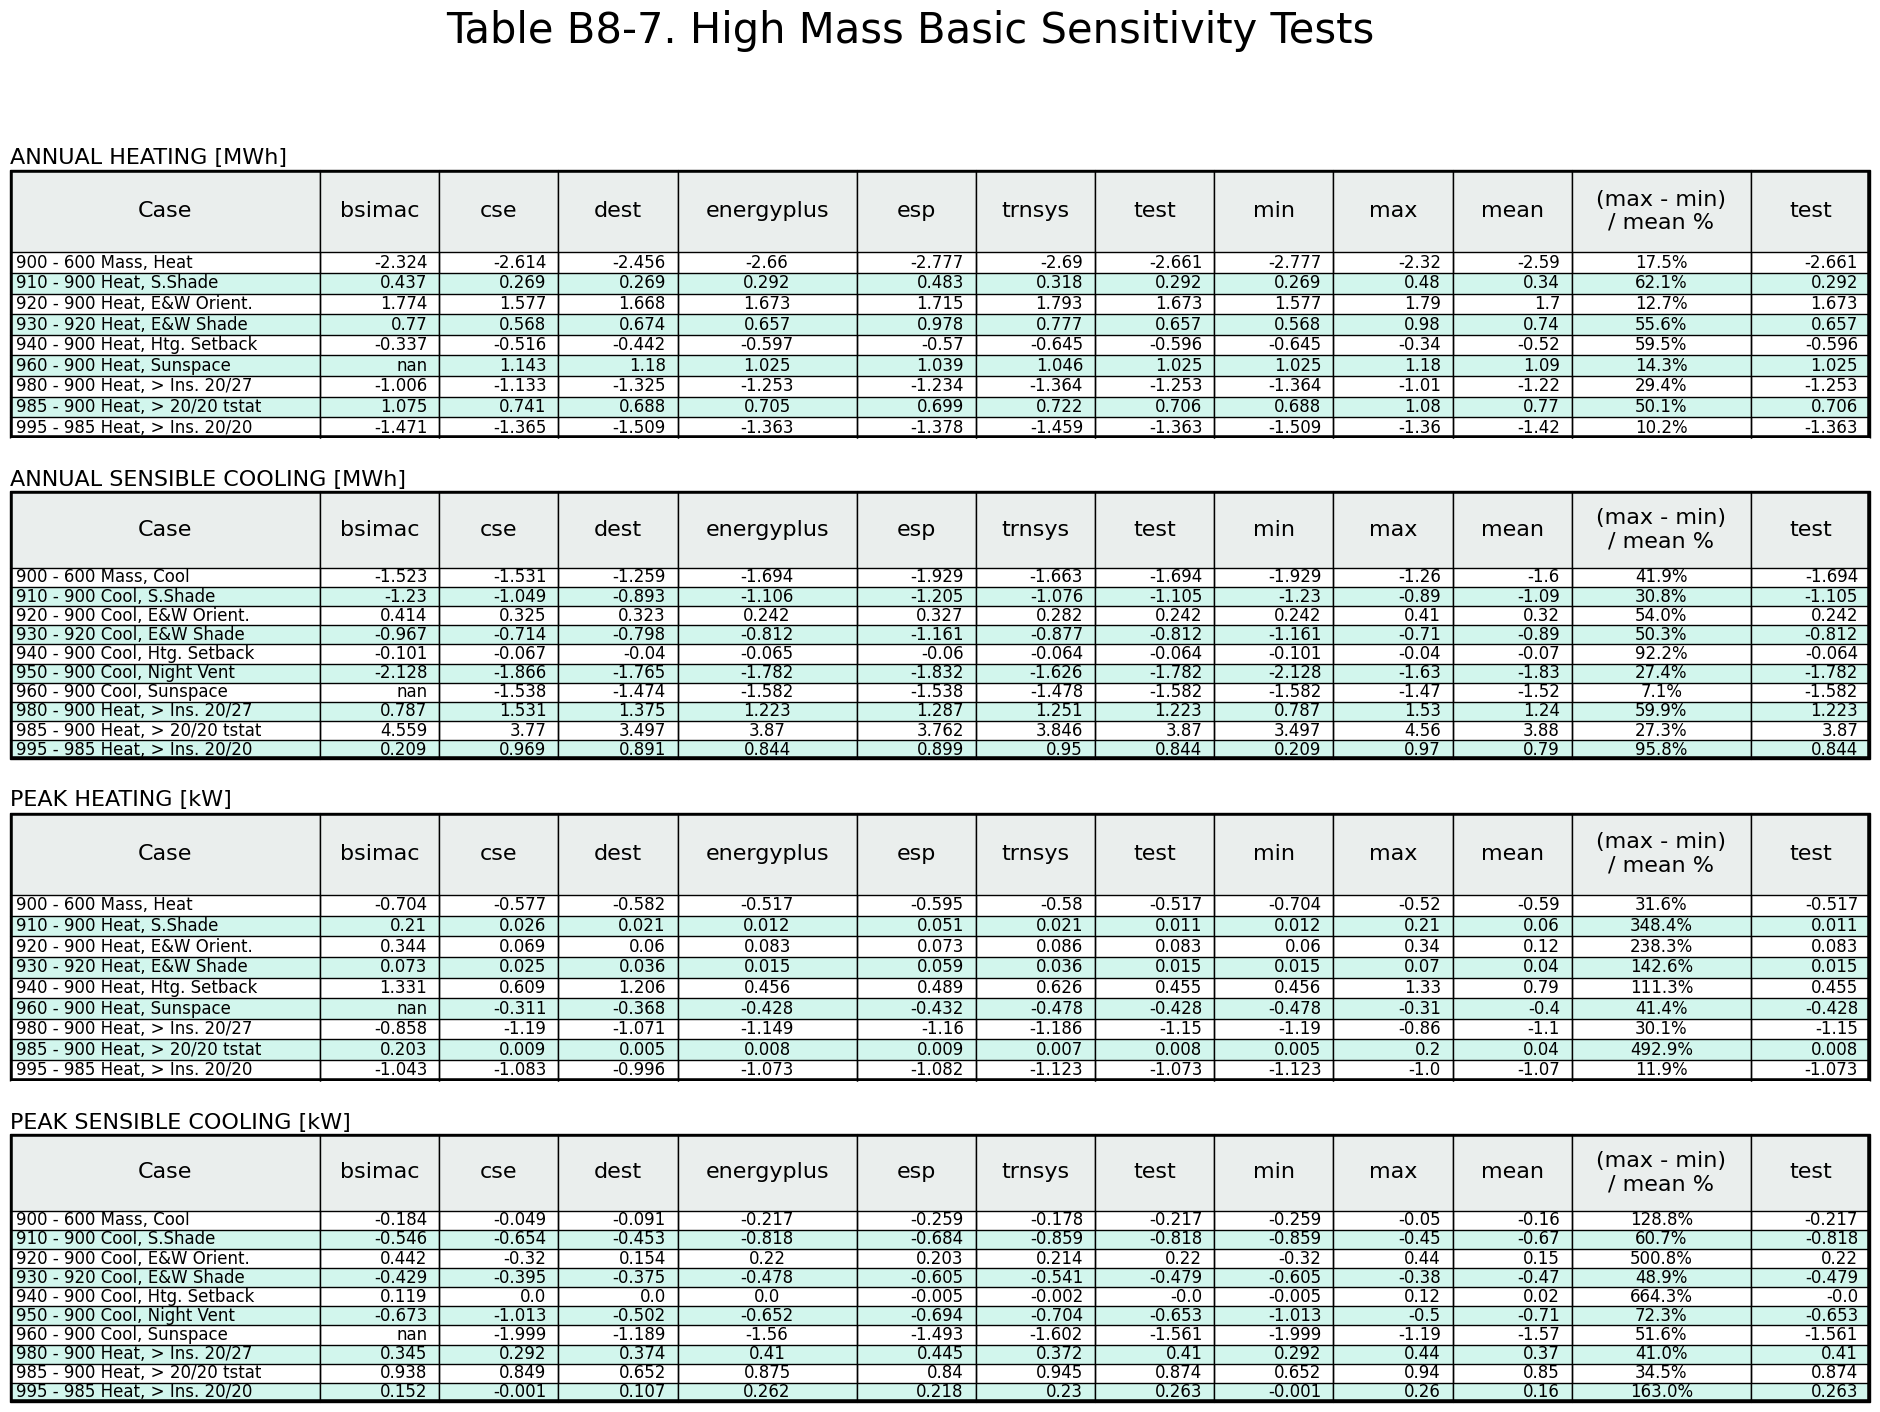 Table B8-7. High Mass Basic Sensitivity Tests
ANNUAL HEATING [MWh]
Case bsimac cse dest energyplus esp trnsys test min max mean (max - min) / mean % test
900 - 600 Mass, Heat -2.324 -2.614 -2.456 -2.66 -2.777 -2.69 -2.661 -2.777 -2.32 -2.59 17.5% -2.661
910 - 900 Heat, S.Shade 0.437 0.269 0.269 0.292 0.483 0.318 0.292 0.269 0.48 0.34 62.1% 0.292
920 - 900 Heat, E&W Orient. 1.774 1.577 1.668 1.673 1.715 1.793 1.673 1.577 1.79 1.7 12.7% 1.673
930 - 920 Heat, E&W Shade 0.77 0.568 0.674 0.657 0.978 0.777 0.657 0.568 0.98 0.74 55.6% 0.657
940 - 900 Heat, Htg. Setback -0.337 -0.516 -0.442 -0.597 -0.57 -0.645 -0.596 -0.645 -0.34 -0.52 59.5% -0.596
960 - 900 Heat, Sunspace nan 1.143 1.18 1.025 1.039 1.046 1.025 1.025 1.18 1.09 14.3% 1.025
980 - 900 Heat, > Ins. 20/27 -1.006 -1.133 -1.325 -1.253 -1.234 -1.364 -1.253 -1.364 -1.01 -1.22 29.4% -1.253
985 - 900 Heat, > 20/20 tstat 1.075 0.741 0.688 0.705 0.699 0.722 0.706 0.688 1.08 0.77 50.1% 0.706
995 - 985 Heat, > Ins. 20/20 -1.471 -1.365 -1.509 -1.363 -1.378 -1.459 -1.363 -1.509 -1.36 -1.42 10.2% -1.363
ANNUAL SENSIBLE COOLING [MWh]
Case bsimac cse dest energyplus esp trnsys test min max mean (max - min) / mean % test
900 - 600 Mass, Cool -1.523 -1.531 -1.259 -1.694 -1.929 -1.663 -1.694 -1.929 -1.26 -1.6 41.9% -1.694
910 - 900 Cool, S.Shade -1.23 -1.049 -0.893 -1.106 -1.205 -1.076 -1.105 -1.23 -0.89 -1.09 30.8% -1.105
920 - 900 Cool, E&W Orient. 0.414 0.325 0.323 0.242 0.327 0.282 0.242 0.242 0.41 0.32 54.0% 0.242
930 - 920 Cool, E&W Shade -0.967 -0.714 -0.798 -0.812 -1.161 -0.877 -0.812 -1.161 -0.71 -0.89 50.3% -0.812
940 - 900 Cool, Htg. Setback -0.101 -0.067 -0.04 -0.065 -0.06 -0.064 -0.064 -0.101 -0.04 -0.07 92.2% -0.064
950 - 900 Cool, Night Vent -2.128 -1.866 -1.765 -1.782 -1.832 -1.626 -1.782 -2.128 -1.63 -1.83 27.4% -1.782
960 - 900 Cool, Sunspace nan -1.538 -1.474 -1.582 -1.538 -1.478 -1.582 -1.582 -1.47 -1.52 7.1% -1.582
980 - 900 Heat, > Ins. 20/27 0.787 1.531 1.375 1.223 1.287 1.251 1.223 0.787 1.53 1.24 59.9% 1.223
985 - 900 Heat, > 20/20 tstat 4.559 3.77 3.497 3.87 3.762 3.846 3.87 3.497 4.56 3.88 27.3% 3.87
995 - 985 Heat, > Ins. 20/20 0.209 0.969 0.891 0.844 0.899 0.95 0.844 0.209 0.97 0.79 95.8% 0.844
PEAK HEATING [kW]
Case bsimac cse dest energyplus esp trnsys test min max mean (max - min) / mean % test
900 - 600 Mass, Heat -0.704 -0.577 -0.582 -0.517 -0.595 -0.58 -0.517 -0.704 -0.52 -0.59 31.6% -0.517
910 - 900 Heat, S.Shade 0.21 0.026 0.021 0.012 0.051 0.021 0.011 0.012 0.21 0.06 348.4% 0.011
920 - 900 Heat, E&W Orient. 0.344 0.069 0.06 0.083 0.073 0.086 0.083 0.06 0.34 0.12 238.3% 0.083
930 - 920 Heat, E&W Shade 0.073 0.025 0.036 0.015 0.059 0.036 0.015 0.015 0.07 0.04 142.6% 0.015
940 - 900 Heat, Htg. Setback 1.331 0.609 1.206 0.456 0.489 0.626 0.455 0.456 1.33 0.79 111.3% 0.455
960 - 900 Heat, Sunspace nan -0.311 -0.368 -0.428 -0.432 -0.478 -0.428 -0.478 -0.31 -0.4 41.4% -0.428
980 - 900 Heat, > Ins. 20/27 -0.858 -1.19 -1.071 -1.149 -1.16 -1.186 -1.15 -1.19 -0.86 -1.1 30.1% -1.15
985 - 900 Heat, > 20/20 tstat 0.203 0.009 0.005 0.008 0.009 0.007 0.008 0.005 0.2 0.04 492.9% 0.008
995 - 985 Heat, > Ins. 20/20 -1.043 -1.083 -0.996 -1.073 -1.082 -1.123 -1.073 -1.123 -1.0 -1.07 11.9% -1.073
PEAK SENSIBLE COOLING [kW]
Case bsimac cse dest energyplus esp trnsys test min max mean (max - min) / mean % test
900 - 600 Mass, Cool -0.184 -0.049 -0.091 -0.217 -0.259 -0.178 -0.217 -0.259 -0.05 -0.16 128.8% -0.217
910 - 900 Cool, S.Shade -0.546 -0.654 -0.453 -0.818 -0.684 -0.859 -0.818 -0.859 -0.45 -0.67 60.7% -0.818
920 - 900 Cool, E&W Orient. 0.442 -0.32 0.154 0.22 0.203 0.214 0.22 -0.32 0.44 0.15 500.8% 0.22
930 - 920 Cool, E&W Shade -0.429 -0.395 -0.375 -0.478 -0.605 -0.541 -0.479 -0.605 -0.38 -0.47 48.9% -0.479
940 - 900 Cool, Htg. Setback 0.119 0.0 0.0 0.0 -0.005 -0.002 -0.0 -0.005 0.12 0.02 664.3% -0.0
950 - 900 Cool, Night Vent -0.673 -1.013 -0.502 -0.652 -0.694 -0.704 -0.653 -1.013 -0.5 -0.71 72.3% -0.653
960 - 900 Cool, Sunspace nan -1.999 -1.189 -1.56 -1.493 -1.602 -1.561 -1.999 -1.19 -1.57 51.6% -1.561
980 - 900 Heat, > Ins. 20/27 0.345 0.292 0.374 0.41 0.445 0.372 0.41 0.292 0.44 0.37 41.0% 0.41
985 - 900 Heat, > 20/20 tstat 0.938 0.849 0.652 0.875 0.84 0.945 0.874 0.652 0.94 0.85 34.5% 0.874
995 - 985 Heat, > Ins. 20/20 0.152 -0.001 0.107 0.262 0.218 0.23 0.263 -0.001 0.26 0.16 163.0% 0.263